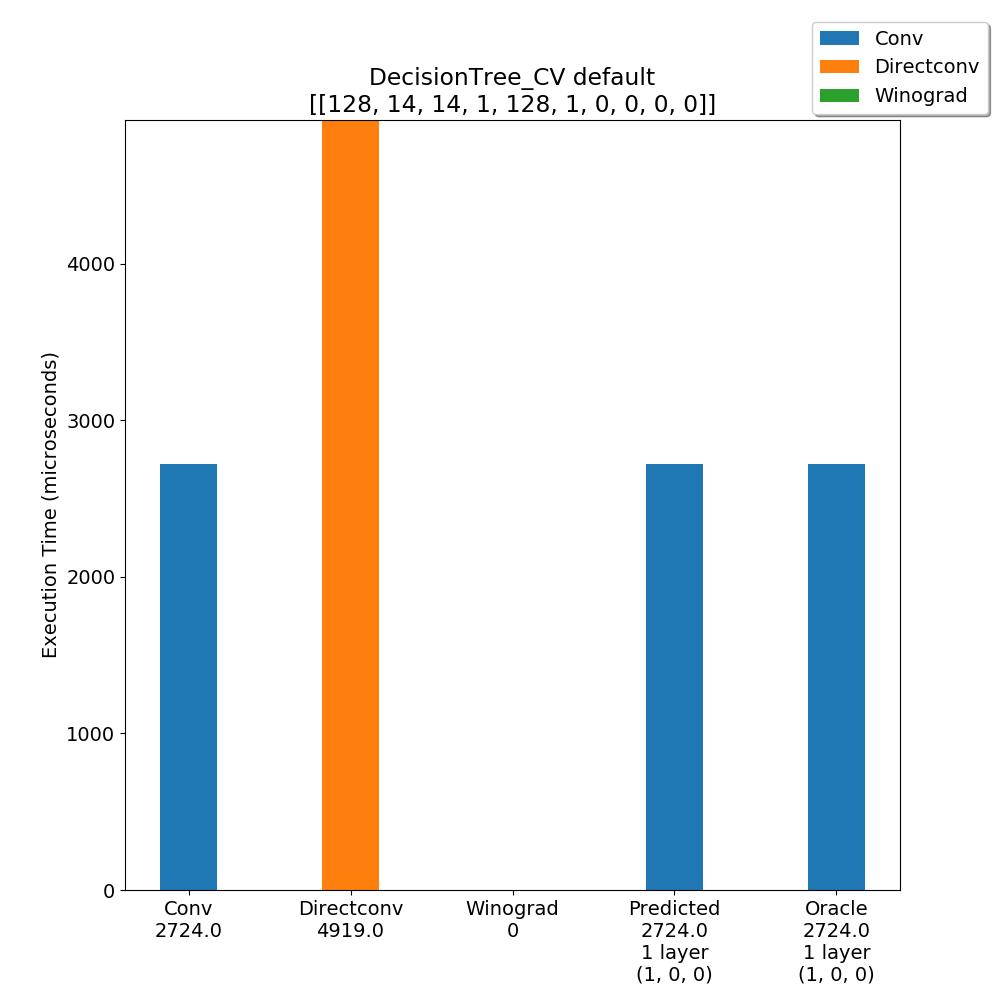 Conv
Directconv
Winograd
DecisionTree_CV default
[[128, 14, 14, 1, 128, 1, 0, 0, 0, 0]]
Execution Time (microseconds)
4000
3000
2000
1000
0
Conv
2724.0
Directconv
4919.0
Winograd
0
Predicted
2724.0
1 layer
(1, 0, 0)
Oracle
2724.0
1 layer
(1, 0, 0)